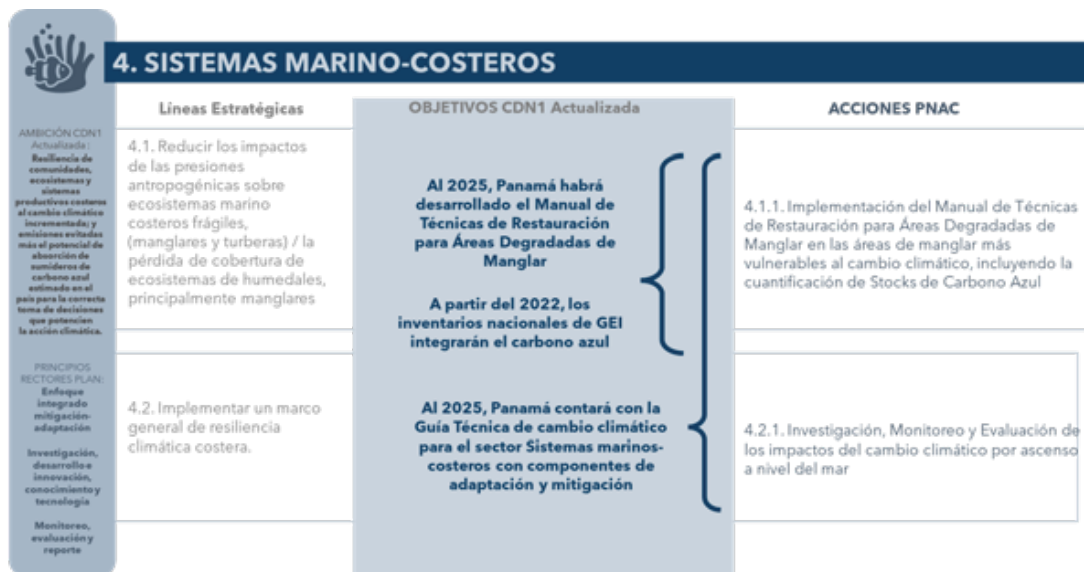 4. SISTEMAS MARINO-COSTEROS
AMBICIÓN CDN1
Actualizada :
Resiliencia de
comunidades,
ecosistemas y
sistemas
productivos costeros
al cambio climático
incrementada; y
emisiones evitadas
más el potencial de
absorción de
sumideros de
carbono azul
estimado en el
país para la correcta
toma de decisiones
que potencien
la acción climática.
PRINCIPIOS
RECTORES PLAN:
Enfoque
integrado
mitigación-
adaptación
Investigación,
desarrollo e
innovación,
conocimiento y
tecnología
Monitoreo,
evaluación y
reporte
Líneas Estratégicas
4.1. Reducir los impactos
de las presiones
antropogénicas sobre
ecosistemas marino
costeros frágiles,
(manglares y turberas) / la
pérdida de cobertura de
ecosistemas de humedales,
principalmente manglares
4.2. Implementar un marco
general de resiliencia
climática costera.
OBJETIVOS CDN1 Actualizada
Al 2025, Panamá habrá
desarrollado el Manual de
Técnicas de Restauración
para Áreas Degradadas de
Manglar
A partir del 2022, los
inventarios nacionales de GEI
integrarán el carbono azul
Al 2025, Panamá contará con la
Guía Técnica de cambio climático
para el sector Sistemas marinos-
costeros con componentes de
adaptación y mitigación
ACCIONES PNAC
4.1.1. Implementación del Manual de Técnicas
de Restauración para Áreas Degradadas de
Manglar en las áreas de manglar más
vulnerables al cambio climático, incluyendo la
cuantificación de Stocks de Carbono Azul
4.2.1. Investigación, Monitoreo y Evaluación de
los impactos del cambio climático por ascenso
a nivel del mar